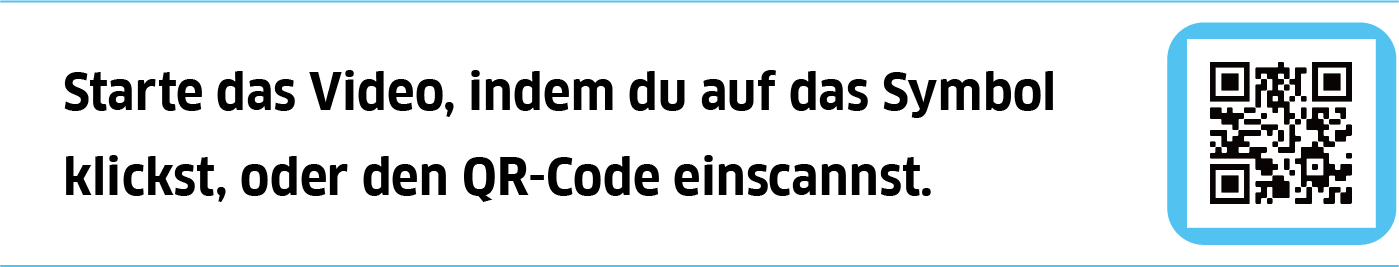 Starte das Video, indem du auf das Symbol
klickst, oder den QR-Code einscannst.